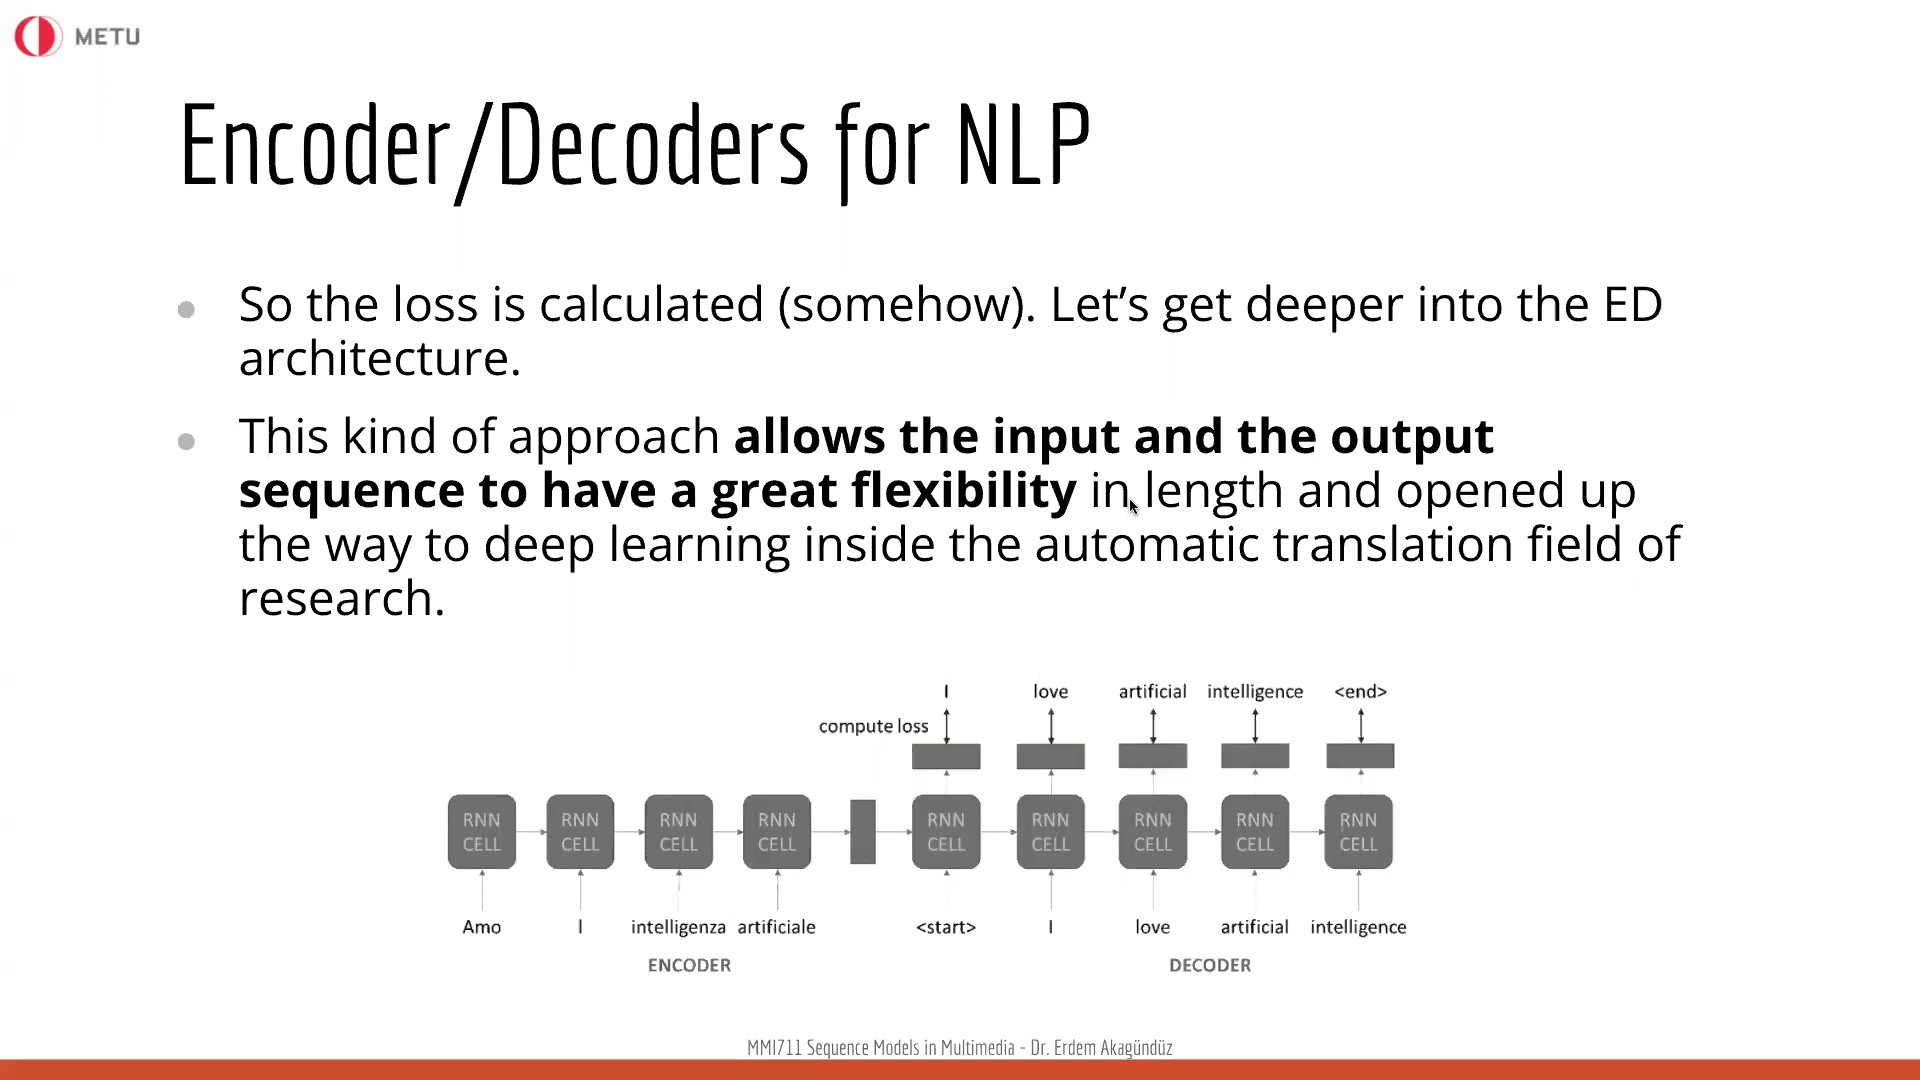 METU
Encoder/Decoders for NLP
So the loss is calculated (somehow). Let’s get deeper into the ED
architecture.
This kind of approach allows the input and the output
sequence to have a great flexibility in length and opened up
the way to deep learning inside the automatic translation field of
research.
I love artificial intelligence <end>
compute loss
RNN RNN RNN RNN RNN RNN RNN RNN RNN
CELL CELL CELL CELL CELL CELL CELL CELL CELL
Amo l intelligenza artificiale <start> I love artificial intelligence
ENCODER DECODER
MMI711 Sequence Models in Multimedia - Dr. Erdem Akagündüz